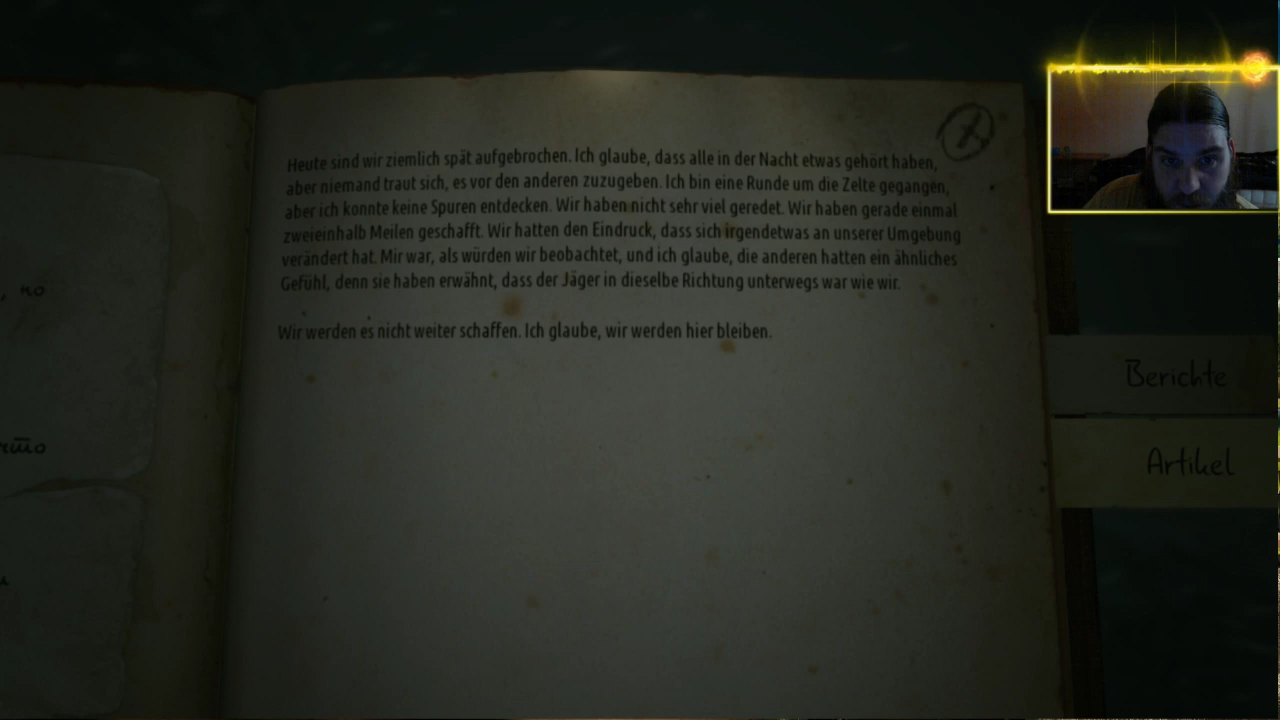 Heute sind wir ziemlich spät aufgebrochen. Ich glaube, dass alle in der Nacht etwas gehört haben,
aber niemand traut sich, es vor den anderen zuzugeben. Ich bin eine Runde um die Zelte gegangen,
aber ich konnte keine Spuren entdecken. Wir haben nicht sehr viel geredet. Wir haben gerade einmal
zweieinhalb Meilen geschafft. Wir hatten den Eindruck, dass sich irgendetwas an unserer Umgebung
verändert hat. Mir war, als würden wir beobachtet, und ich glaube, die anderen hatten ein ähnliches
Gefühl, denn sie haben erwähnt, dass der Jäger in dieselbe Richtung unterwegs war wie wir.
Wir werden es nicht weiter schaffen. Ich glaube, wir werden hier bleiben.
Berichte
Artikel